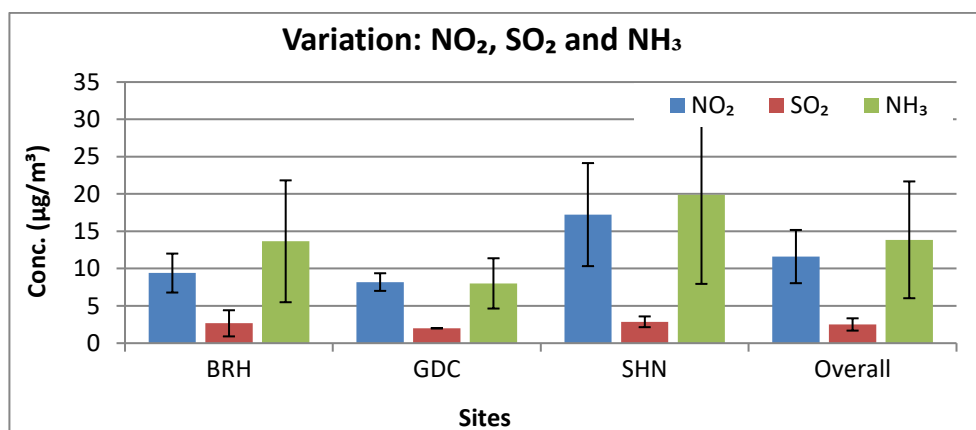 Variation: NO₂, SO₂ and NH₃
NO₂ SO₂ NH₃
35
30
25
20
15
10
5
0
Conc. (µg/m³)
BRH GDC SHN Overall
Sites